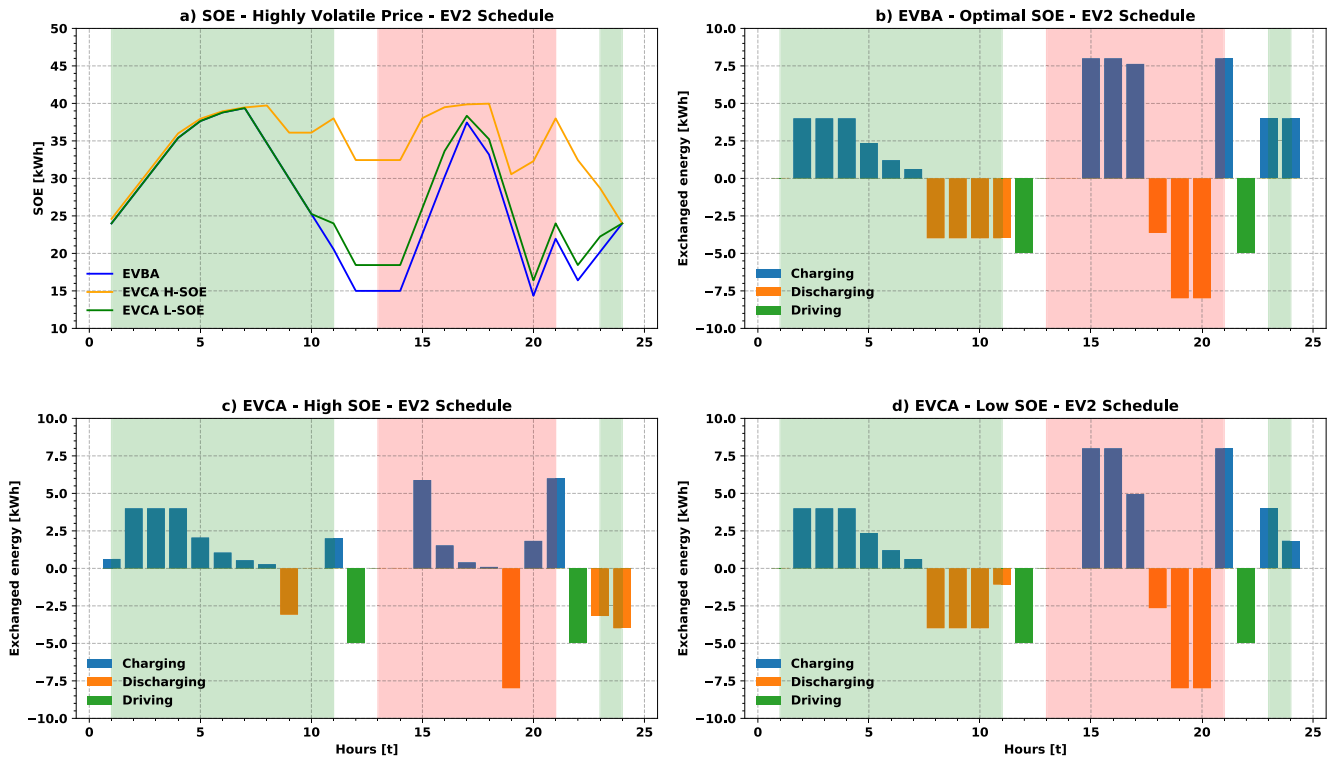 a) SOE - Highly Volatile Price - EV2 Schedule
SOE [kWh]
50
45
40
35
30
25
20
15
10
EVBA
EVCA H-SOE
EVCA L-SOE
0 5 10 15 20 25
b) EVBA - Optimal SOE - EV2 Schedule
Exchanged energy [kWh]
10.0
7.5
5.0
2.5
0.0
−2.5
−5.0
−7.5
−10.0
Charging
Discharging
Driving
0 5 10 15 20 25
c) EVCA - High SOE - EV2 Schedule
Exchanged energy [kWh]
10.0
7.5
5.0
2.5
0.0
−2.5
−5.0
−7.5
−10.0
Charging
Discharging
Driving
0 5 10 15 20 25
Hours [t]
d) EVCA - Low SOE - EV2 Schedule
Exchanged energy [kWh]
10.0
7.5
5.0
2.5
0.0
−2.5
−5.0
−7.5
−10.0
Charging
Discharging
Driving
0 5 10 15 20 25
Hours [t]